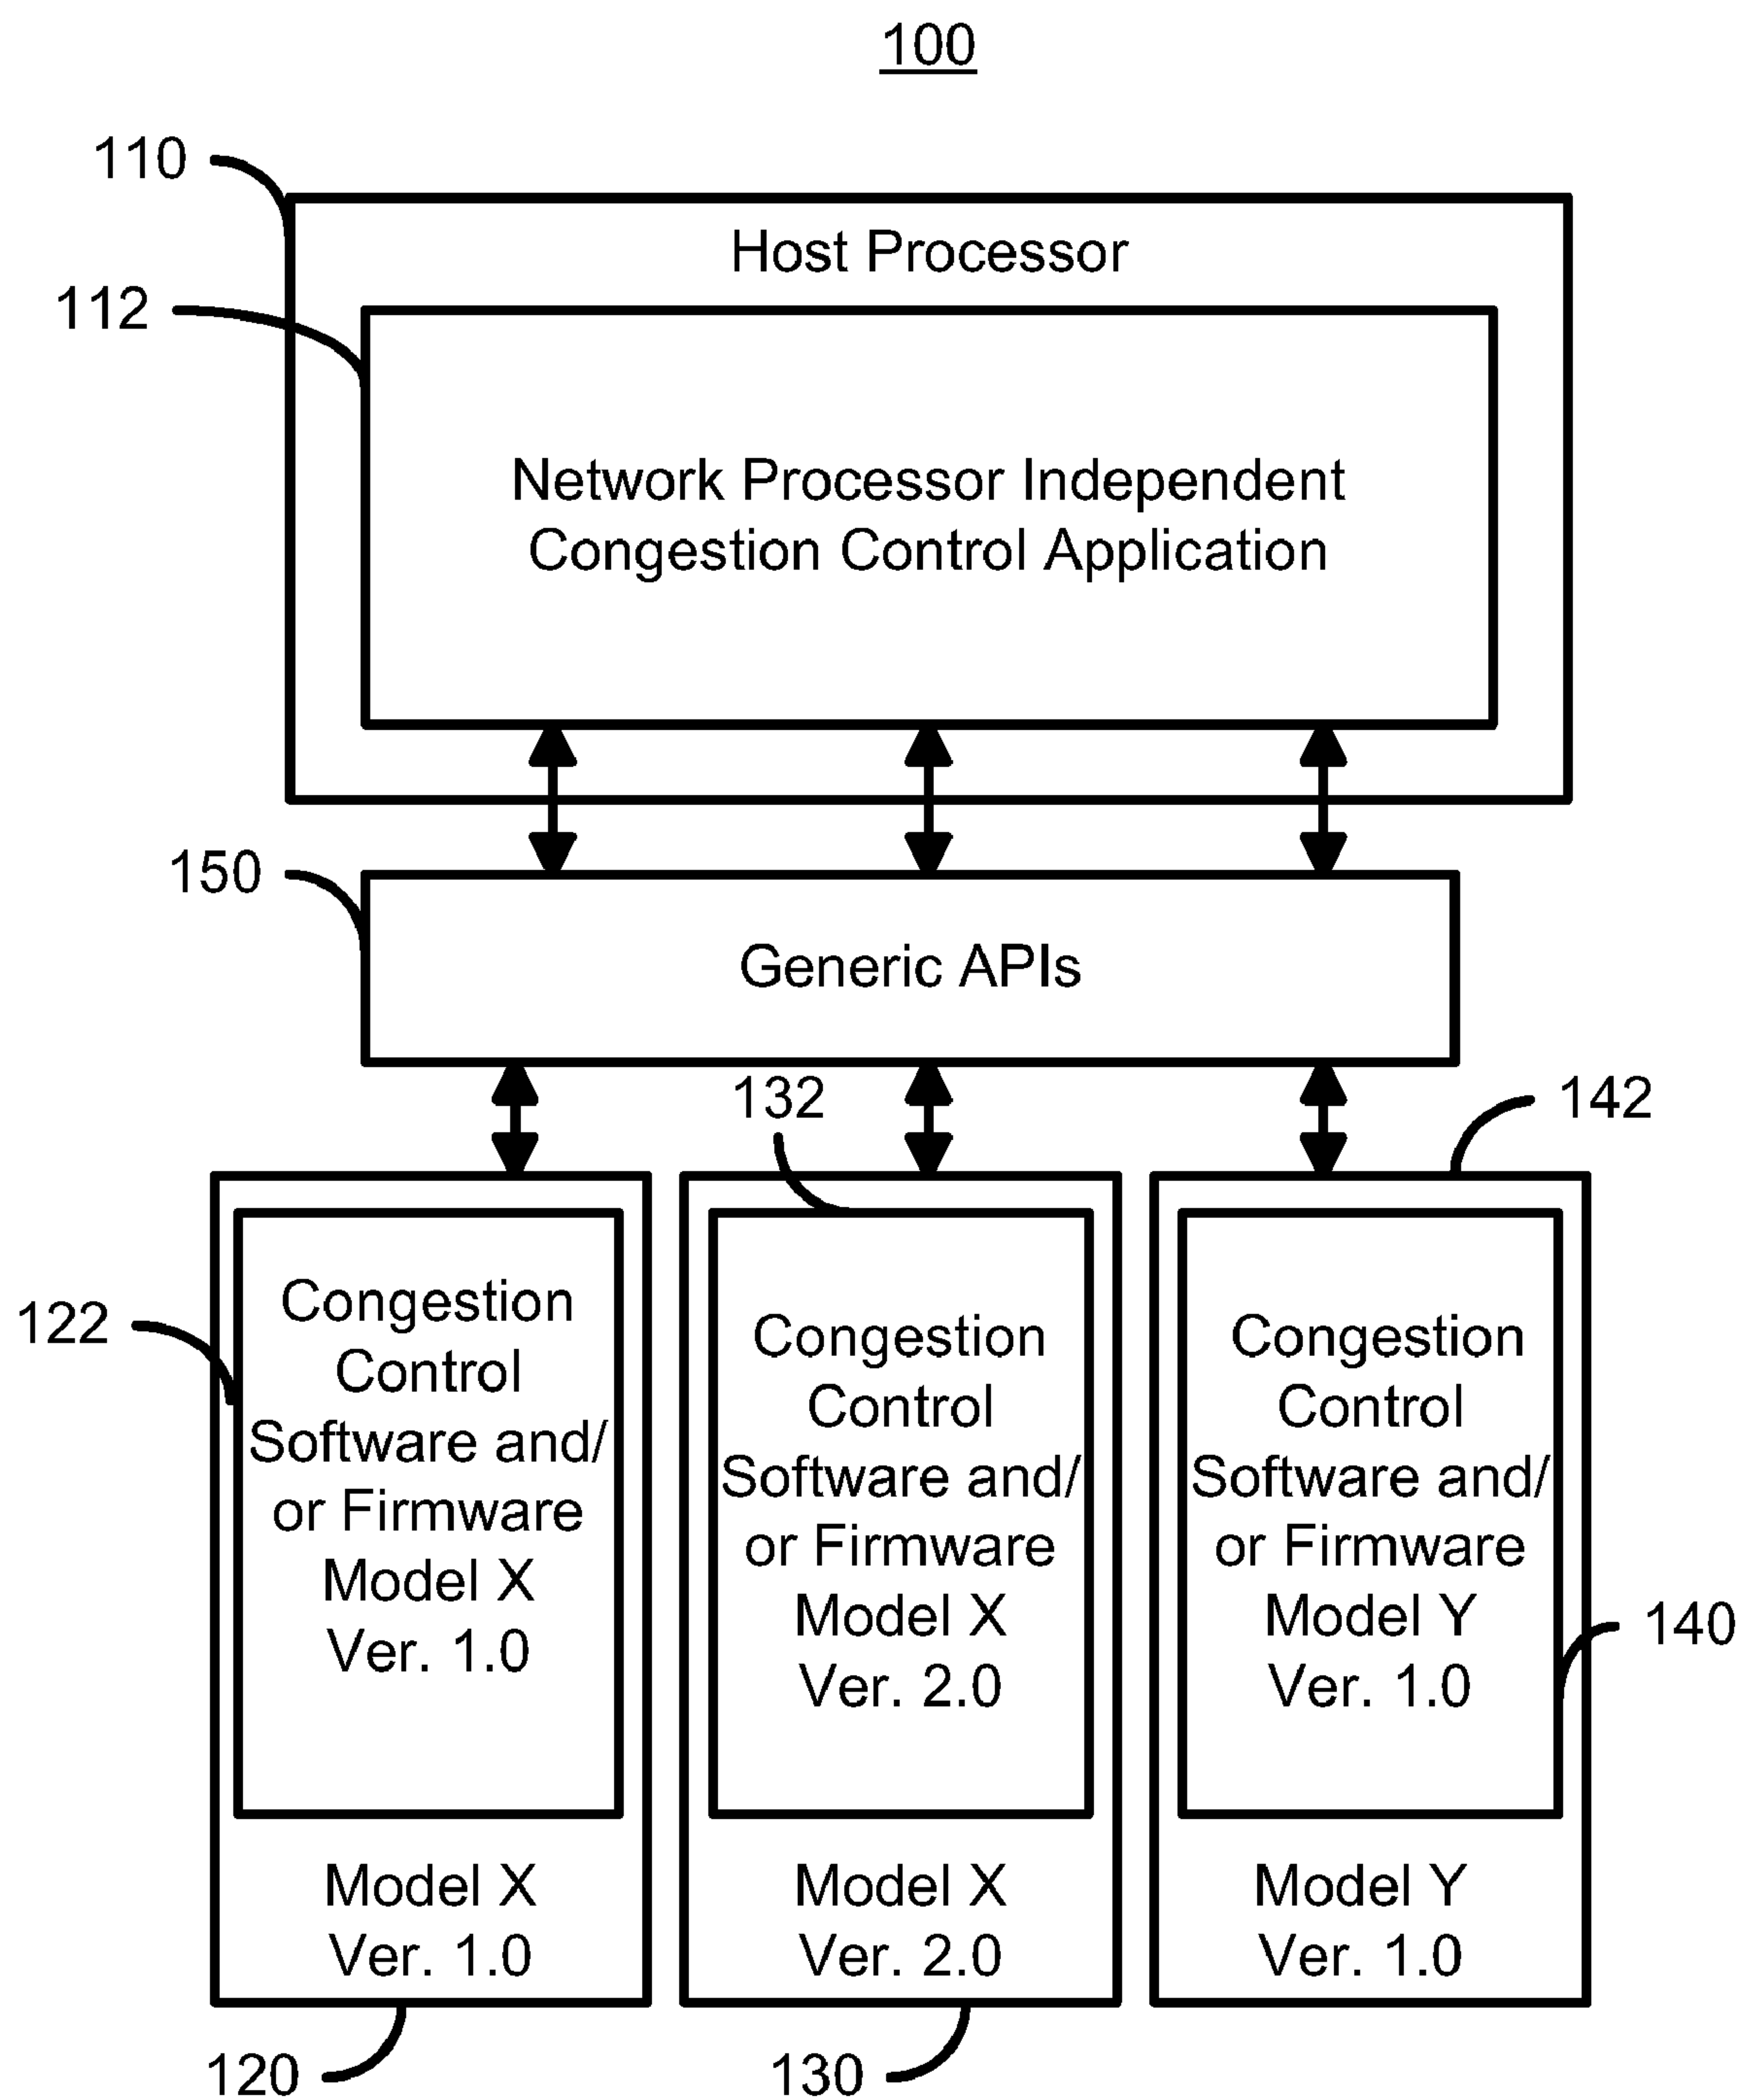 100
110
Host Processor
112
Network Processor Independent
Congestion Control Application
150
Generic APIs
132
142
122
Congestion
Control
Software and/
or Firmware
Model X
Ver. 1.0
Congestion
Control
Software and/
or Firmware
Model X
Ver. 2.0
Congestion
Control
Software and/
or Firmware
Model Y
Ver. 1.0
140
Model X
Ver. 1.0
Model X
Ver. 2.0
Model Y
Ver. 1.0
120
130